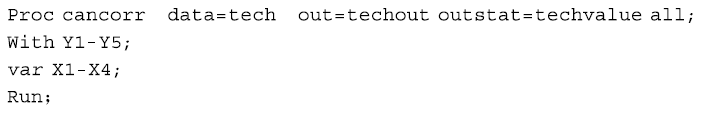 Proc cancorr data=tech out=techout outstat=techvalue all;
With Y1-Y5;
var X1-X4;
Run;